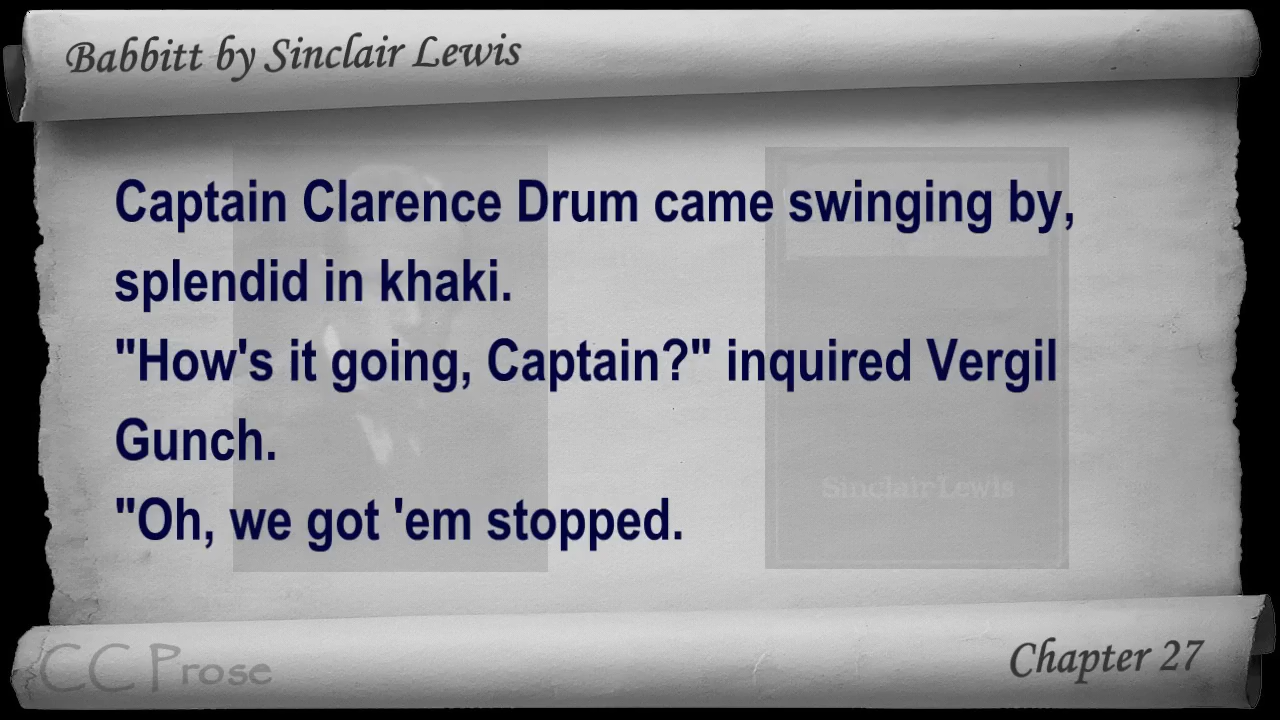 Babbitt by Sinclair Lewis
Captain Clarence Drum came swinging by,
splendid in khaki.
"How's it going, Captain?" inquired Vergil
Gunch.
"Oh, we got 'em stopped.
Sinclair Lewis
CC Prose
Chapter 27